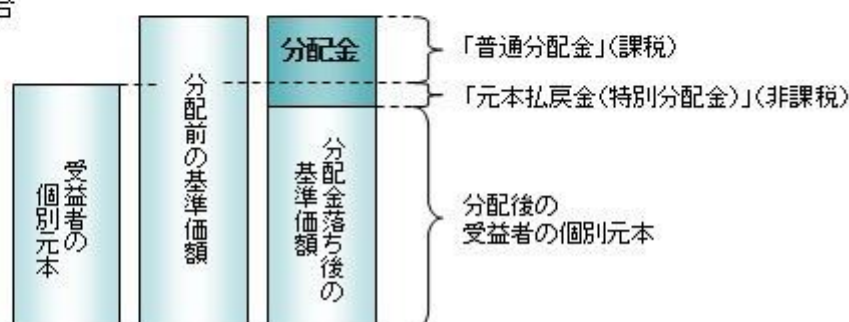 合
分配金
「普通分配金」(課税)
「元本払戻金(特別分配金)」(非課税)
受益者の
個別元本
分配前の基準価額
分配金落ち後の
基準価額
分配後の
受益者の個別元本